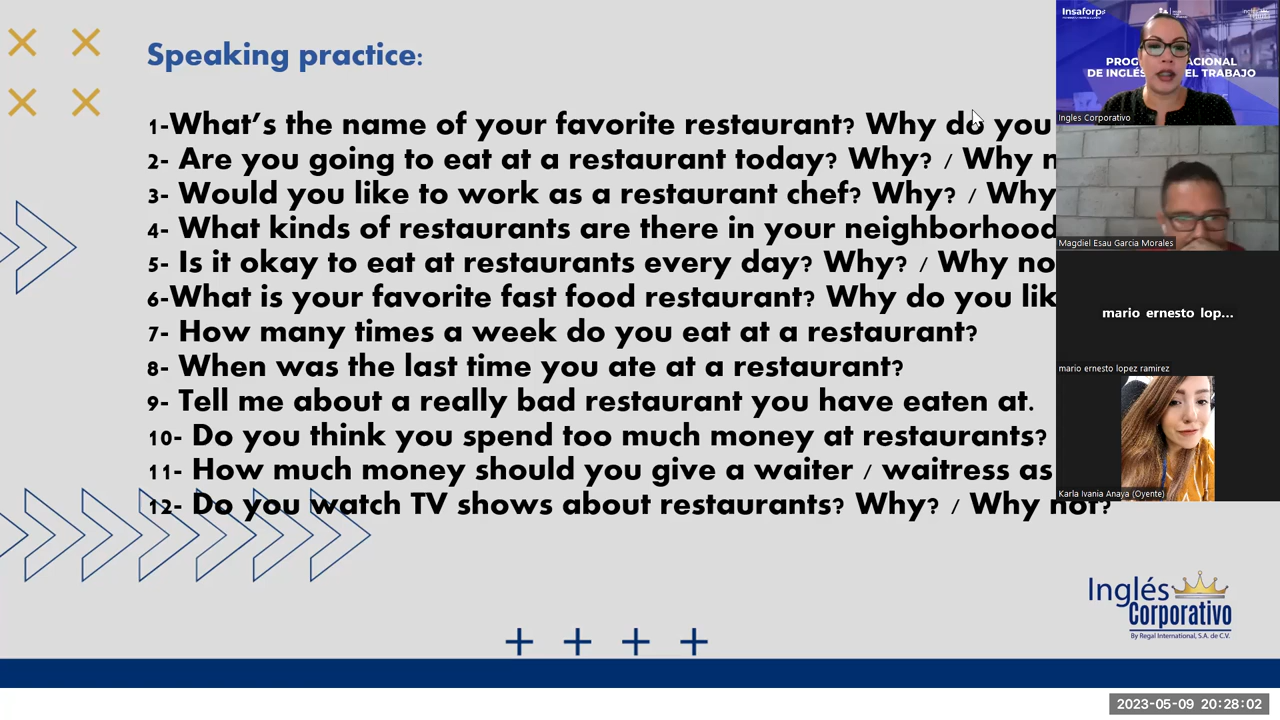 Speaking practice:
1-What's the name of your favorite restaurant? Why do you
2- Are you going to eat at a restaurant today? Why? / Why
3- Would you like to work as a restaurant chef? Why? / Why
4- What kinds of restaurants are there in your neighborhood
5- Is it okay to eat at restaurants every day? Why? / Why no
6-What is your favorite fast food restaurant? Why do you lik
7- How many times a week do you eat at a restaurant?
8- When was the last time you ate at a restaurant?
9- Tell me about a really bad restaurant you have eaten at.
10- Do you think you spend too much money at restaurants?
11- How much money should you give a waiter / waitress as
12- Do you watch TV shows about restaurants? Why? / Why not?
Insaforp
PROG ACIONAL
DE INGLÉS EL TRABAJO
Ingles Corporativo
Magdiel Esau Garcia Morales
mario ernesto lop...
mario ernesto lopez ramirez
Karla Ivania Anaya (Oyente)
Inglés
Corporativo
By Regal International, S.A. de C.V.
2023-05-09 20:28:02